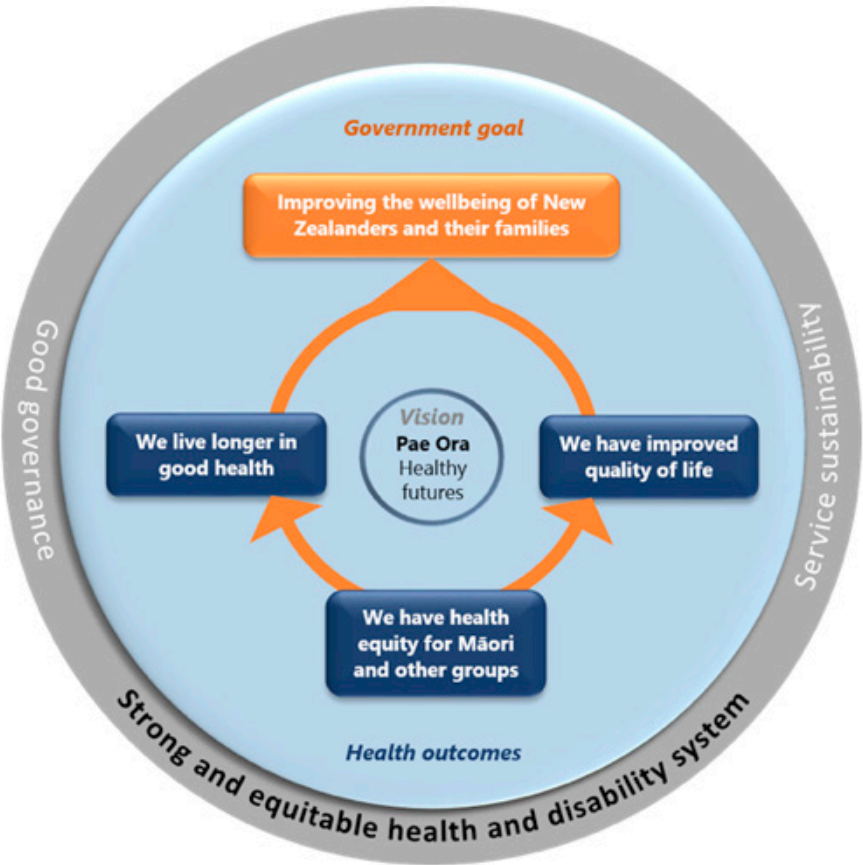 Government goal
Improving the wellbeing of New
Zealanders and their families
Good governance
Service sustainability
We live longer in
good health
Vision
Pae Ora
Healthy
futures
We have improved
quality of life
We have health
equity for Māori
and other groups
Health outcomes
Strong and equitable health and disability system